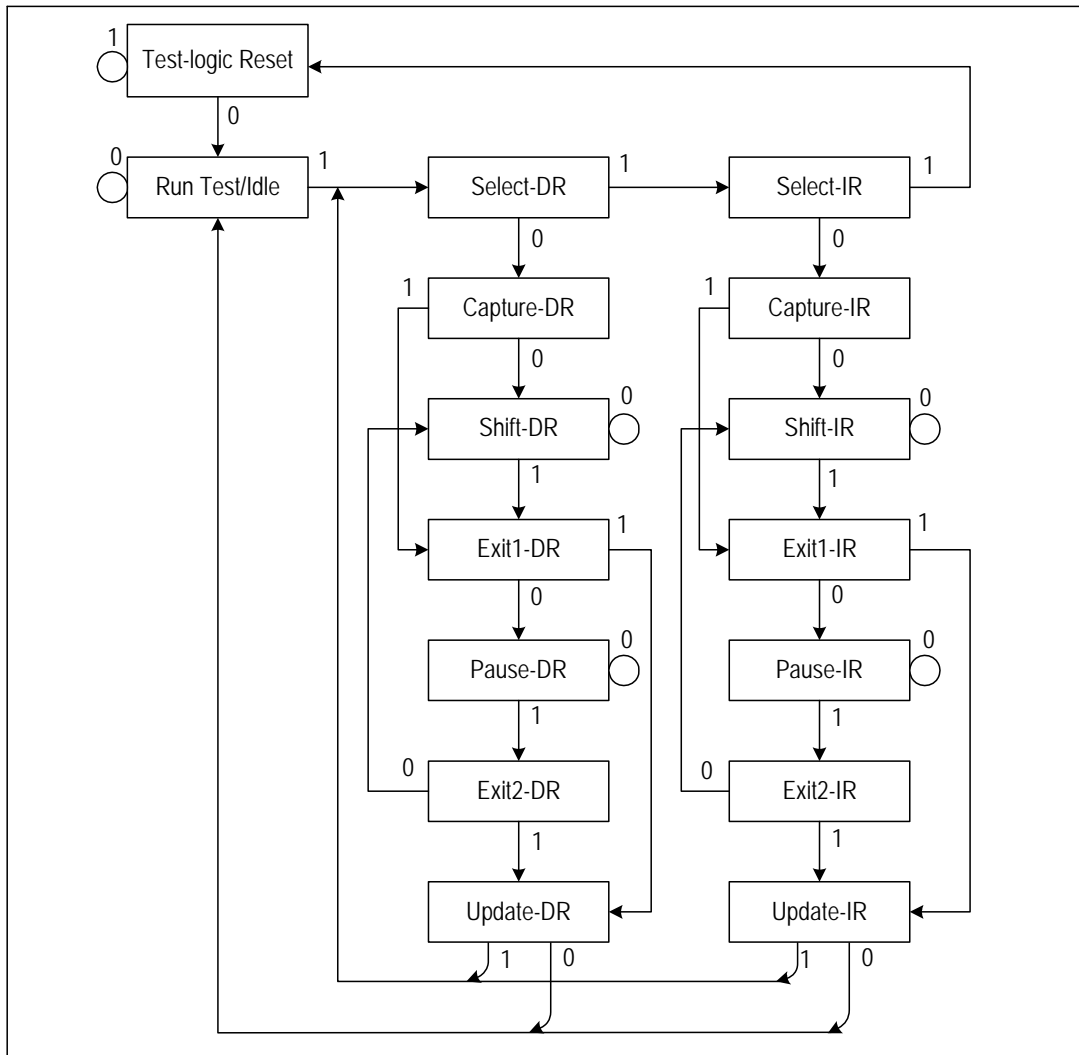 1
Test-logic Reset
0
0
Run Test/Idle
1
Select-DR
1
Select-IR
1
0
0
1
Capture-DR
1
Capture-IR
0
0
Shift-DR
0
Shift-IR
0
1
1
Exit1-DR
1
Exit1-IR
1
0
0
Pause-DR
0
Pause-IR
0
1
1
0
Exit2-DR
0
Exit2-IR
1
1
Update-DR
Update-IR
1
0
1
0